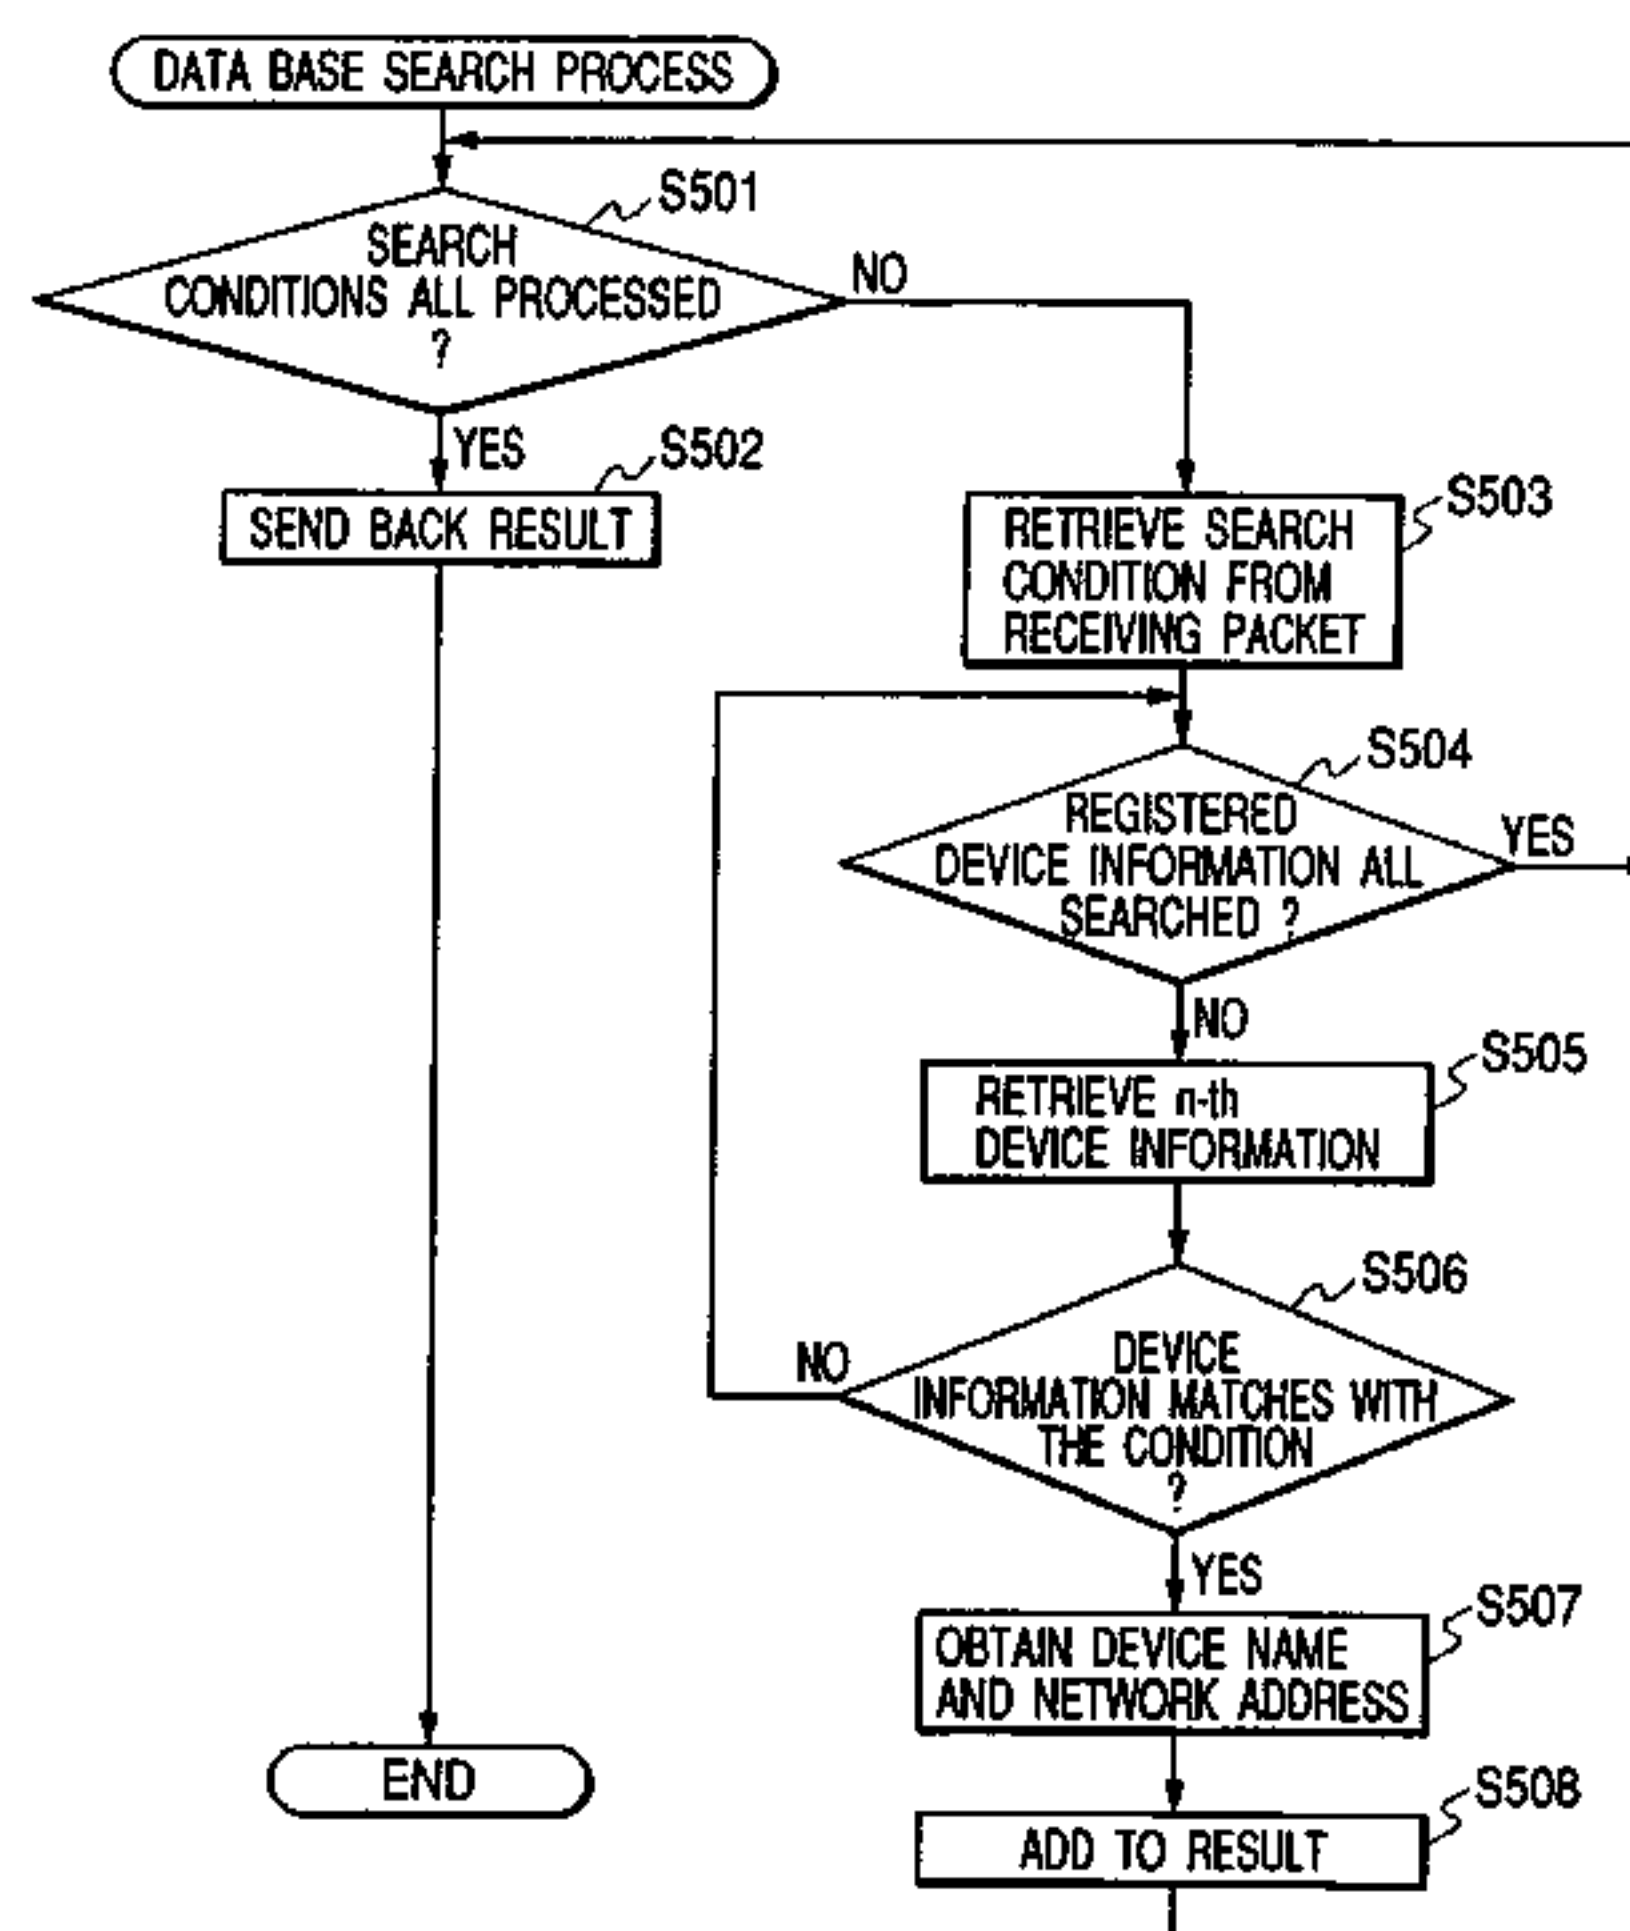 DATA BASE SEARCH PROCESS
S501
SEARCH
CONDITIONS ALL PROCESSED
?
NO
YES
S502
SEND BACK RESULT
S503
RETRIEVE SEARCH
CONDITION FROM
RECEIVING PACKET
S504
REGISTERED
DEVICE INFORMATION ALL
SEARCHED ?
YES
NO
S505
RETRIEVE n-th
DEVICE INFORMATION
S506
DEVICE
INFORMATION MATCHES WITH
THE CONDITION
?
NO
YES
S507
OBTAIN DEVICE NAME
AND NETWORK ADDRESS
S508
ADD TO RESULT
END